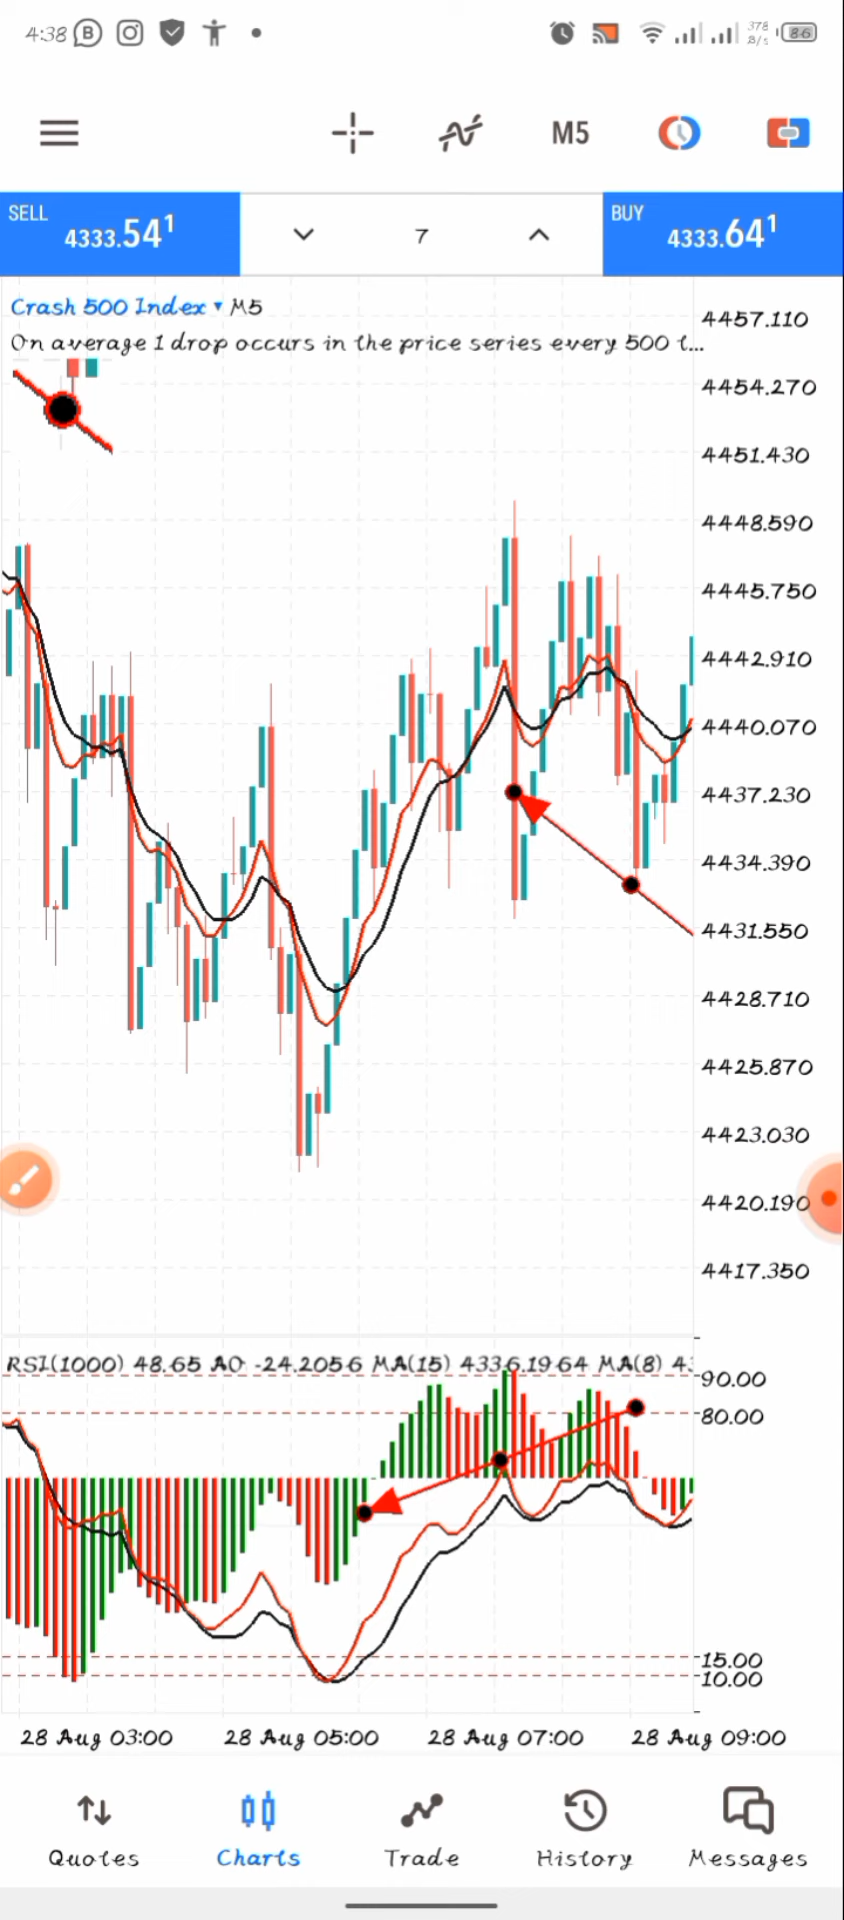 4:38 B 378 B/s 86
M5
SELL 4333.541 7 BUY 4333.641
Crash 500 Index ▾ M5
On average 1 drop occurs in the price series every 500 t...
4457.110
4454.270
4451.430
4448.590
4445.750
4442.910
4440.070
4437.230
4434.390
4431.550
4428.710
4425.870
4423.030
4420.190
4417.350
RSI(1000) 48.65 AO -24.2056 MA(15) 4336.1964 MA(8) 43
90.00
80.00
15.00
10.00
28 Aug 03:00 28 Aug 05:00 28 Aug 07:00 28 Aug 09:00
Quotes Charts Trade History Messages